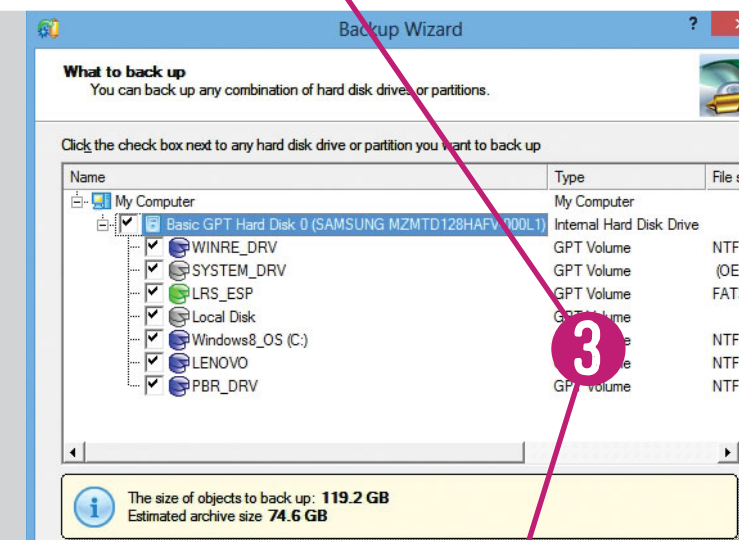 Backup Wizard ?
What to back up
You can back up any combination of hard disk drives or partitions.
Click the check box next to any hard disk drive or partition you want to back up
Name Type File s
My Computer My Computer
Basic GPT Hard Disk 0 (SAMSUNG MZMTD128HAFV 000L1) Internal Hard Disk Drive
WINRE_DRV GPT Volume NTF
SYSTEM_DRV GPT Volume (OE
LRS_ESP GPT Volume FAT
Local Disk GPT Volume
Windows8_OS (C:) NTF
LENOVO NTF
PBR_DRV GPT Volume NTF
3
The size of objects to back up: 119.2 GB
Estimated archive size 74.6 GB